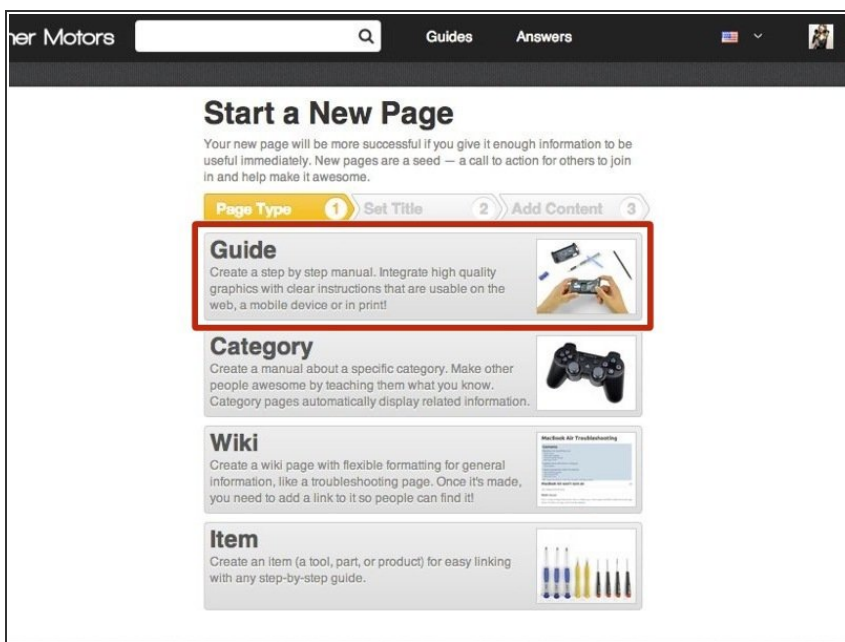 Motors
Guides
Answers
Start a New Page
Your new page will be more successful if you give it enough information to be
useful immediately. New pages are a seed — a call to action for others to join
in and help make it awesome.
Page Type 1 Set Title 2 Add Content 3
Guide
Create a step by step manual. Integrate high quality
graphics with clear instructions that are usable on the
web, a mobile device or in print!
Category
Create a manual about a specific category. Make other
people awesome by teaching them what you know.
Category pages automatically display related information.
Wiki
Create a wiki page with flexible formatting for general
information, like a troubleshooting page. Once it's made,
you need to add a link to it so people can find it!
MacBook Air Troubleshooting
Item
Create an item (a tool, part, or product) for easy linking
with any step-by-step guide.